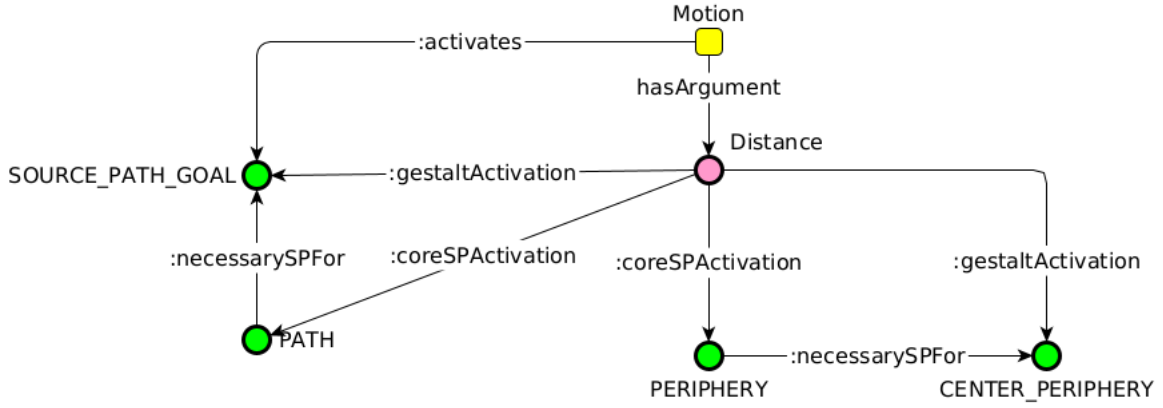 Motion
:activates
hasArgument
Distance
SOURCE_PATH_GOAL
:gestaltActivation
:necessarySPFor
:coreSPActivation
:coreSPActivation
:gestaltActivation
PATH
:necessarySPFor
PERIPHERY
CENTER_PERIPHERY